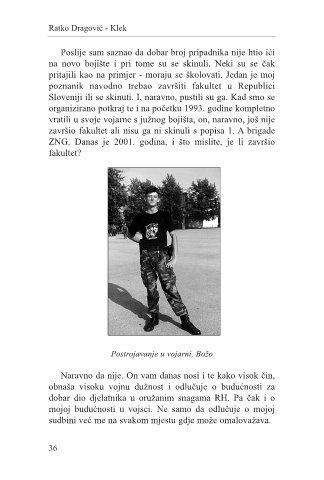 Ratko Dragović - Klek
Poslije sam saznao da dobar broj pripadnika nije htio ići
na novo bojište i pri tome su se skinuli. Neki su se čak
pritajili kao na primjer - moraju se školovati. Jedan je moj
poznanik navodno trebao završiti fakultet u Republici
Sloveniji ili se skinuti. I, naravno, pustili su ga. Kad smo se
organizirano potkraj te i na početku 1993. godine kompletno
vratili u svoje vojarne s južnog bojišta, on, naravno, još nije
završio fakultet ali nisu ga ni skinuli s popisa 1. A brigade
ZNG. Danas je 2001. godina, i što mislite, je li završio
fakultet?
Postrojavanje u vojarni, Božo
Naravno da nije. On vam danas nosi i te kako visok čin,
obnaša visoku vojnu dužnost i odlučuje o budućnosti za
dobar dio djelatnika u oružanim snagama RH. Pa čak i o
mojoj budućnosti u vojsci. Ne samo da odlučuje o mojoj
sudbini već me na svakom mjestu gdje može omalovažava.
36